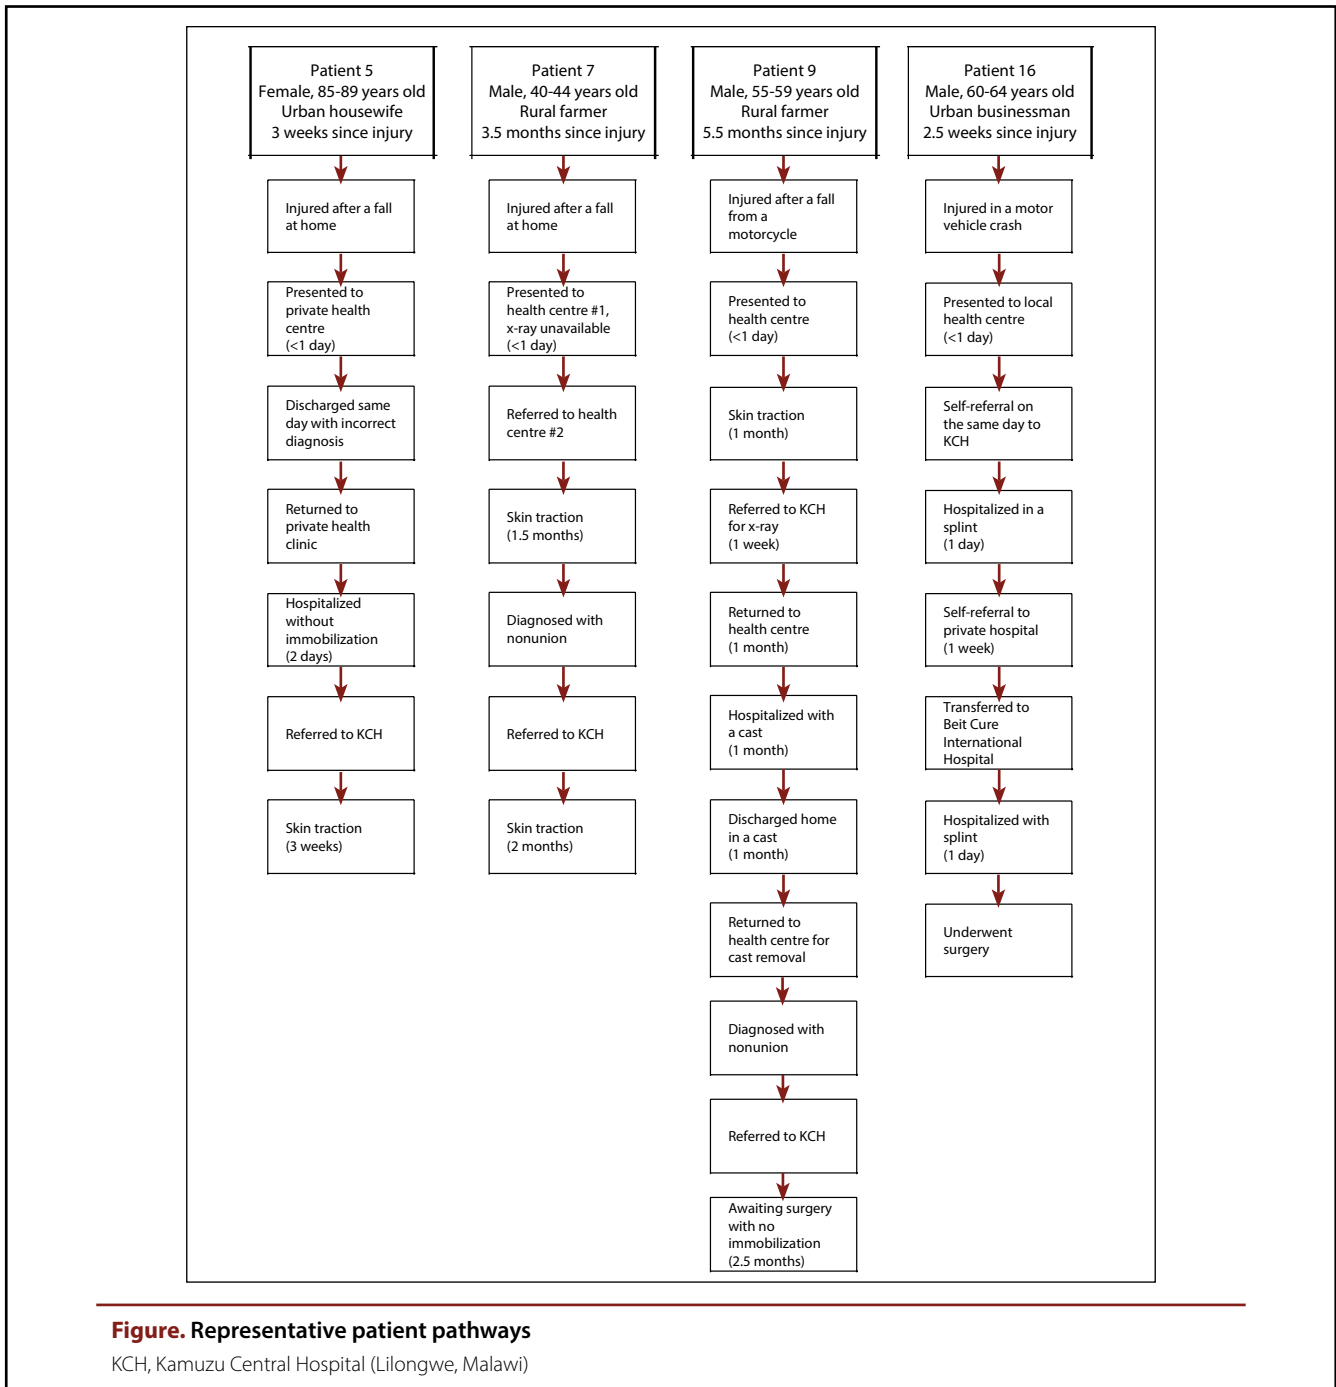 Patient 5
Female, 85-89 years old
Urban housewife
3 weeks since injury
Injured after a fall
at home
Presented to
private health
centre
(<1 day)
Discharged same
day with incorrect
diagnosis
Returned to
private health
clinic
Hospitalized
without
immobilization
(2 days)
Referred to KCH
Skin traction
(3 weeks)
Patient 7
Male, 40-44 years old
Rural farmer
3.5 months since injury
Injured after a fall
at home
Presented to
health centre #1,
x-ray unavailable
(<1 day)
Referred to health
centre #2
Skin traction
(1.5 months)
Diagnosed with
nonunion
Referred to KCH
Skin traction
(2 months)
Patient 9
Male, 55-59 years old
Rural farmer
5.5 months since injury
Injured after a fall
from a
motorcycle
Presented to
health centre
(<1 day)
Skin traction
(1 month)
Referred to KCH
for x-ray
(1 week)
Returned to
health centre
(1 month)
Hospitalized with
a cast
(1 month)
Discharged home
in a cast
(1 month)
Returned to
health centre for
cast removal
Diagnosed with
nonunion
Referred to KCH
Awaiting surgery
with no
immobilization
(2.5 months)
Patient 16
Male, 60-64 years old
Urban businessman
2.5 weeks since injury
Injured in a motor
vehicle crash
Presented to local
health centre
(<1 day)
Self-referral on
the same day to
KCH
Hospitalized in a
splint
(1 day)
Self-referral to
private hospital
(1 week)
Transferred to
Beit Cure
International
Hospital
Hospitalized with
splint
(1 day)
Underwent
surgery
Figure. Representative patient pathways
KCH, Kamuzu Central Hospital (Lilongwe, Malawi)